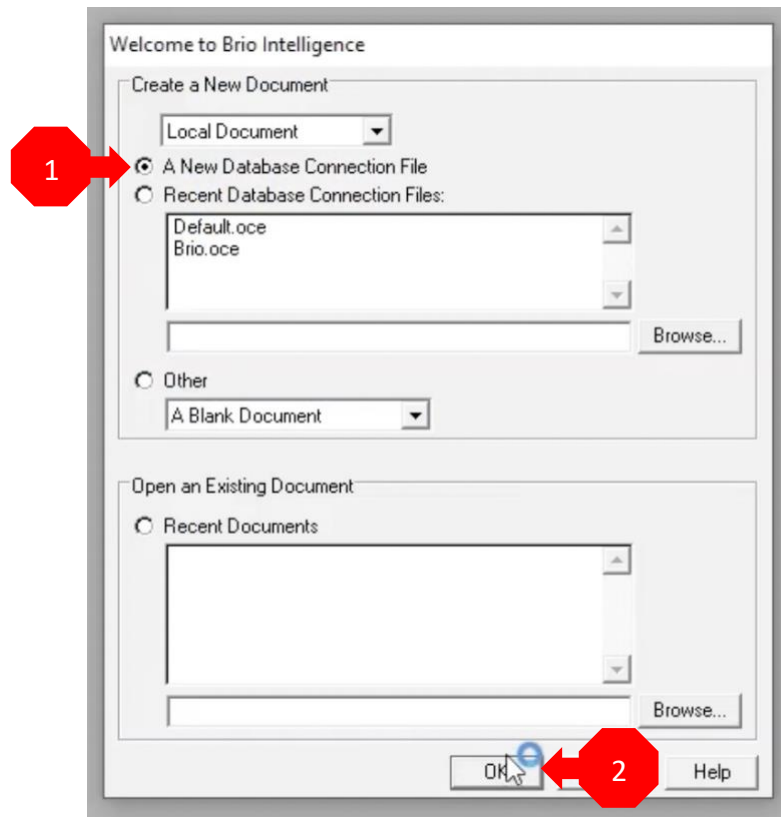 Welcome to Brio Intelligence
Create a New Document
Local Document
1
A New Database Connection File
Recent Database Connection Files:
Default.oce
Brio.oce
Browse...
Other
A Blank Document
Open an Existing Document
Recent Documents
Browse...
OK
2
Help